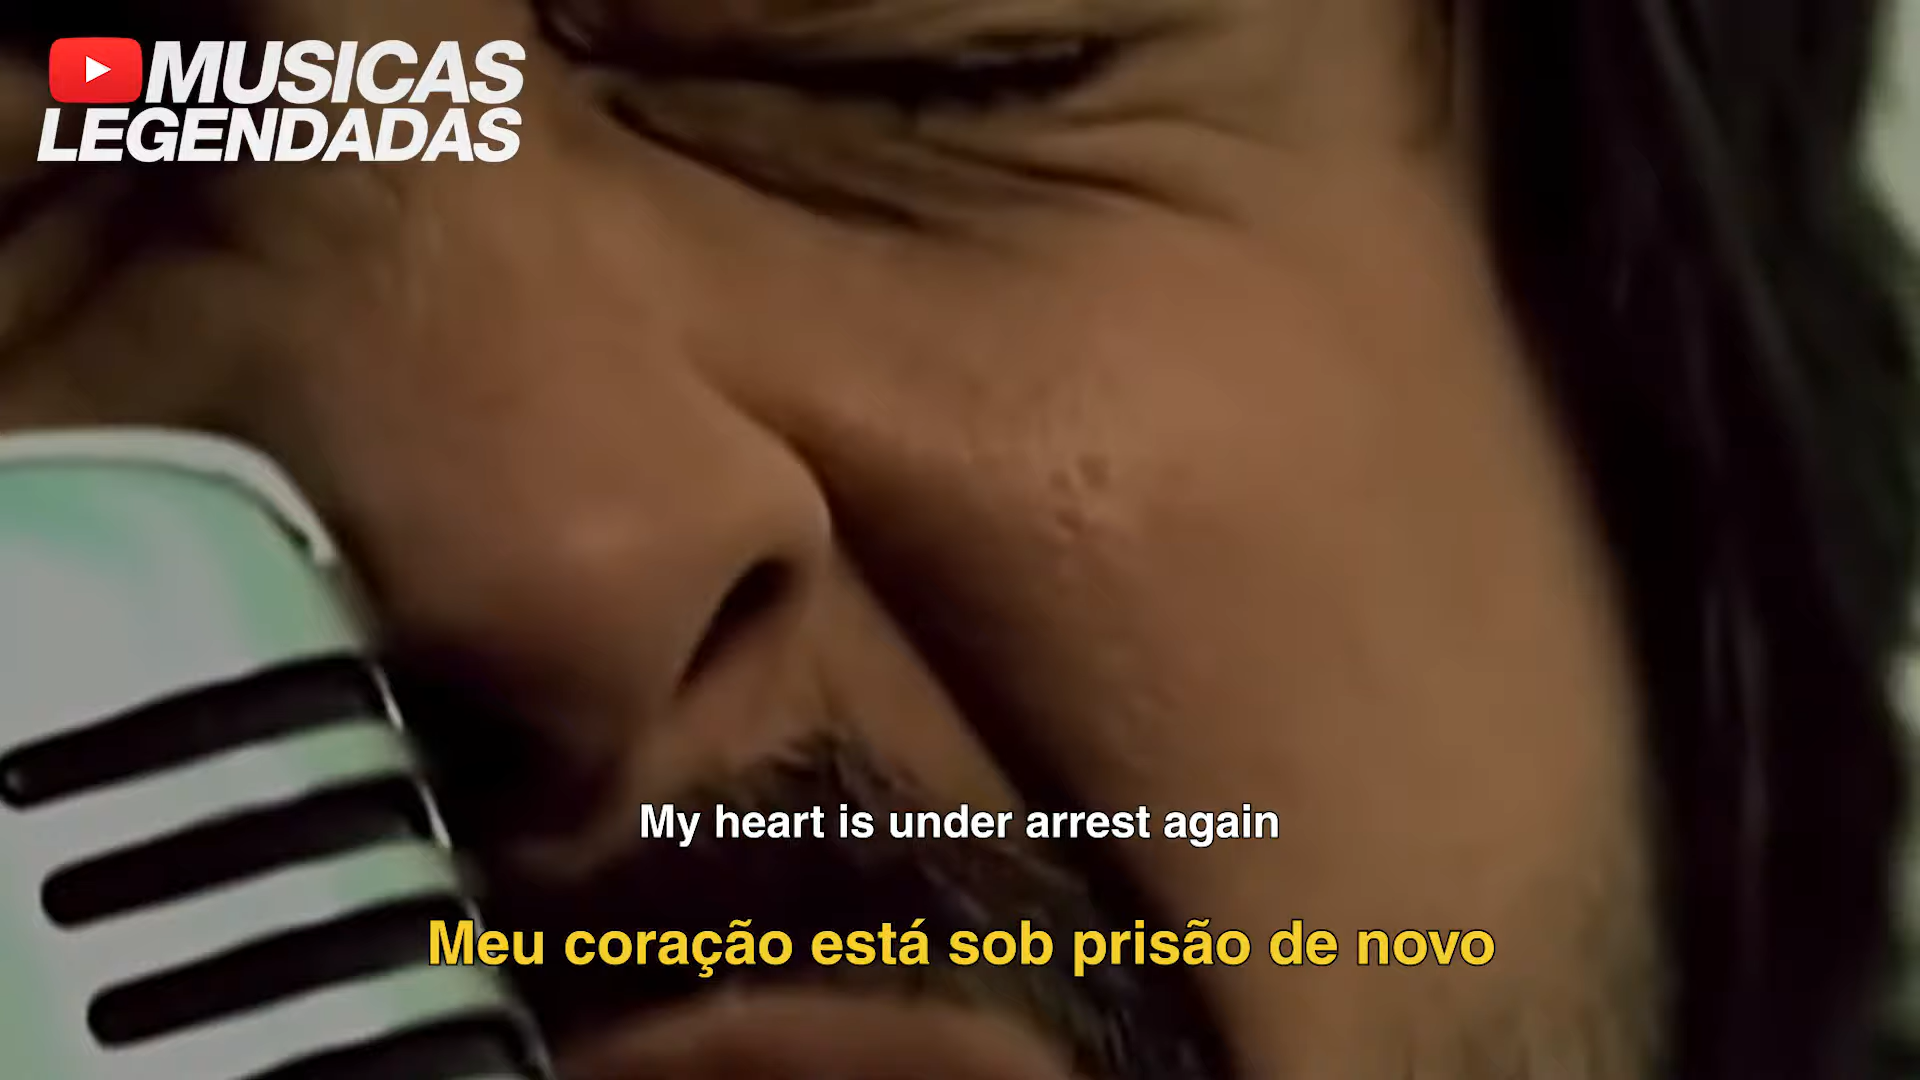 MUSICAS
LEGENDADAS
My heart is under arrest again
Meu coração está sob prisão de novo